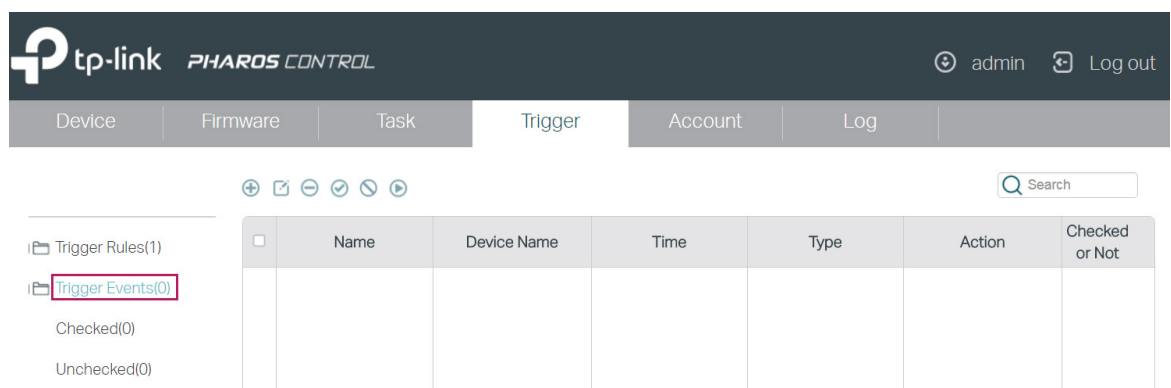 tp-link PHAROS CONTROL admin Log out
Device Firmware Task Trigger Account Log
Search
Name Device Name Time Type Action Checked or Not
Trigger Rules(1)
Trigger Events(0)
Checked(0)
Unchecked(0)